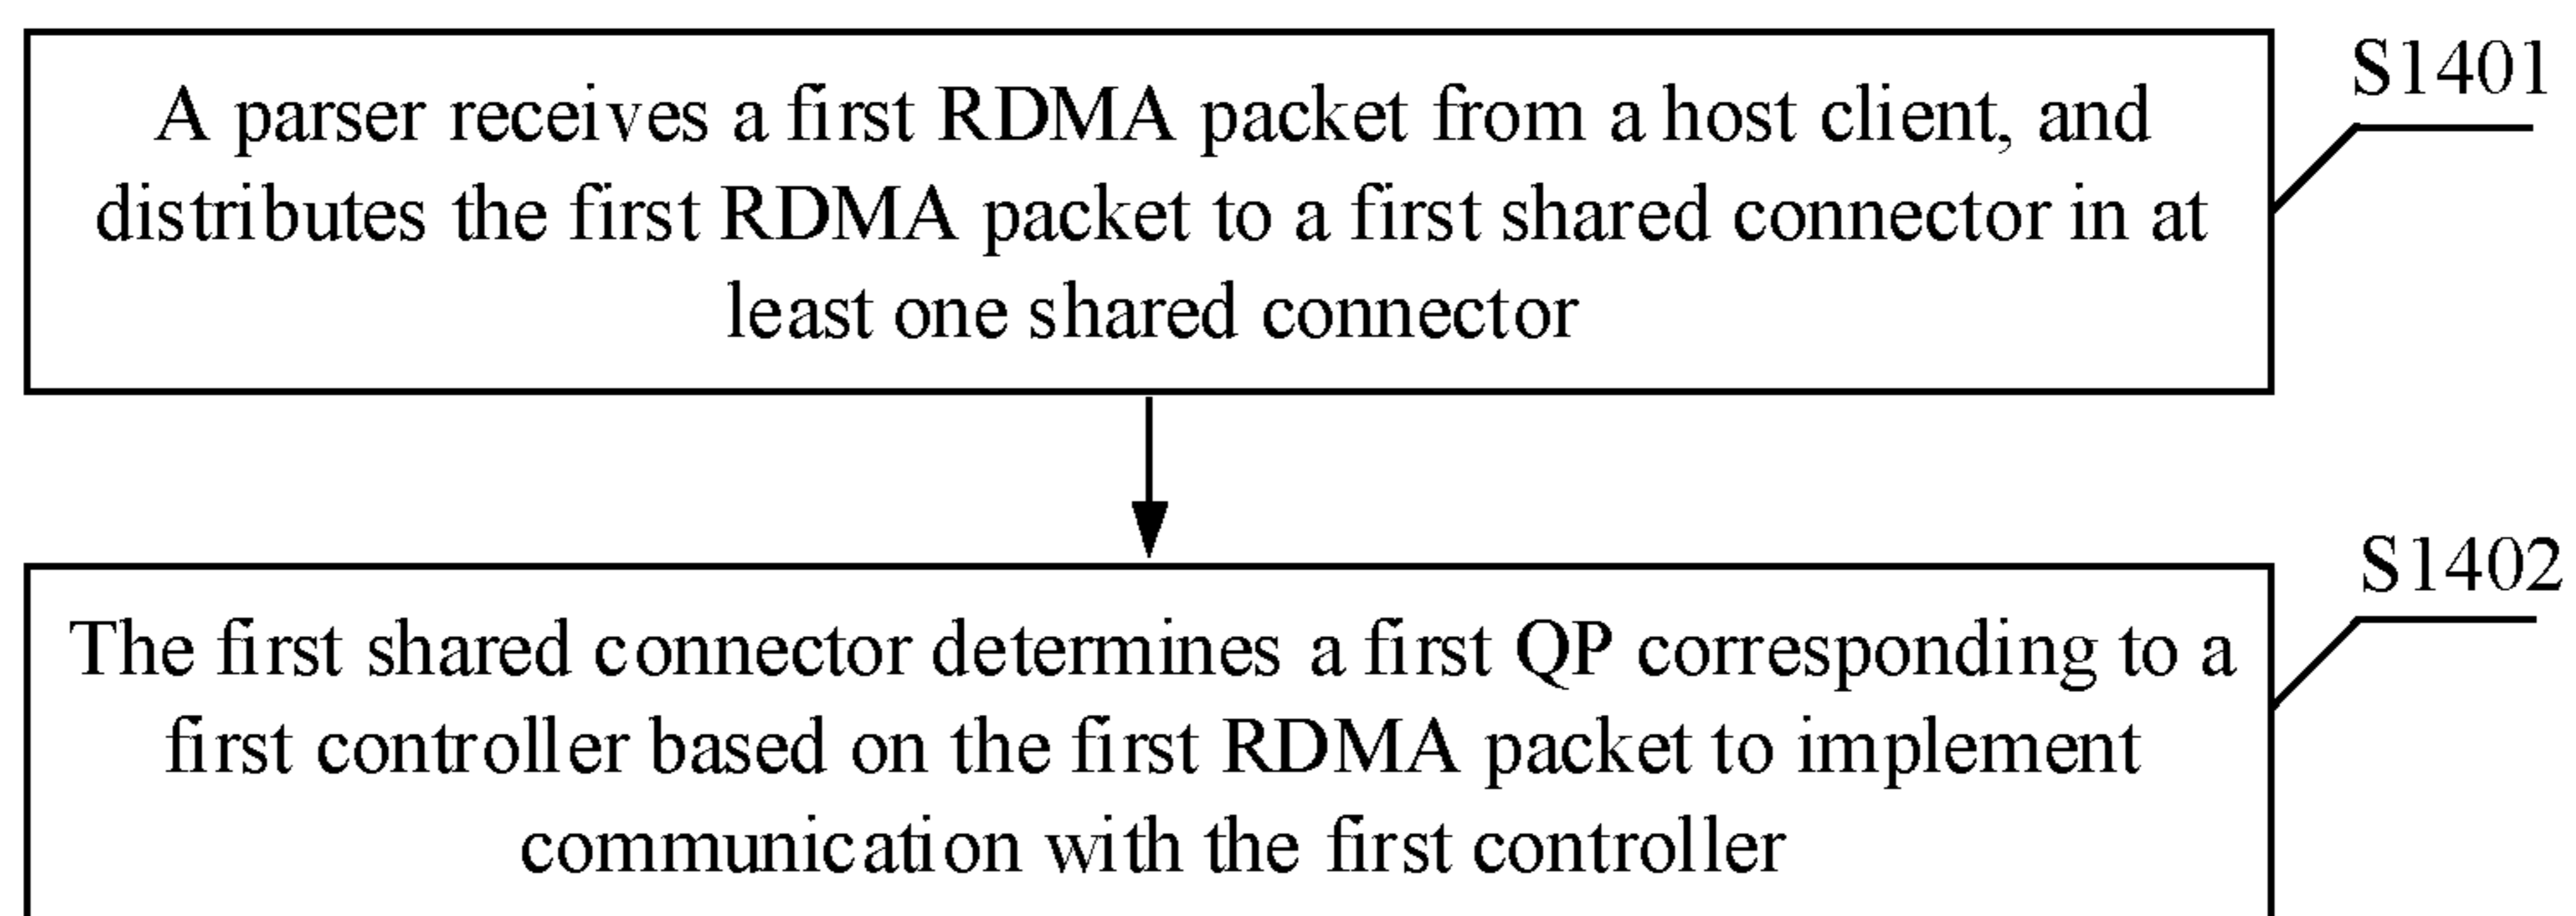 S1401
A parser receives a first RDMA packet from a host client, and
distributes the first RDMA packet to a first shared connector in at
least one shared connector
S1402
The first shared connector determines a first QP corresponding to a
first controller based on the first RDMA packet to implement
communication with the first controller